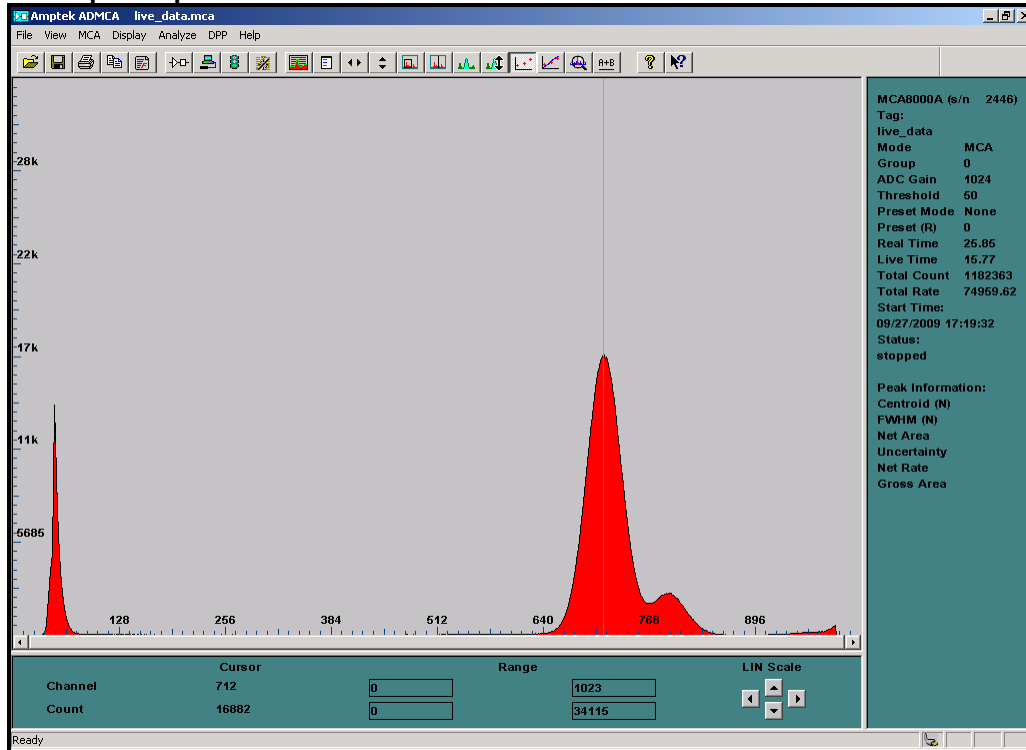 Amptek ADMCA    live_data.mca
File View MCA Display Analyze DPP Help
A+B
28k
22k
17k
11k
5685
128 256 384 512 640 768 896
MCA8000A (s/n 2446)
Tag:
live_data
Mode MCA
Group 0
ADC Gain 1024
Threshold 50
Preset Mode None
Preset (R) 0
Real Time 25.85
Live Time 15.77
Total Count 1182363
Total Rate 74959.62
Start Time:
09/27/2009 17:19:32
Status:
stopped
Peak Information:
Centroid (N)
FWHM (N)
Net Area
Uncertainty
Net Rate
Gross Area
Cursor Range LIN Scale
Channel 712 0 1023
Count 16882 0 34115
Ready